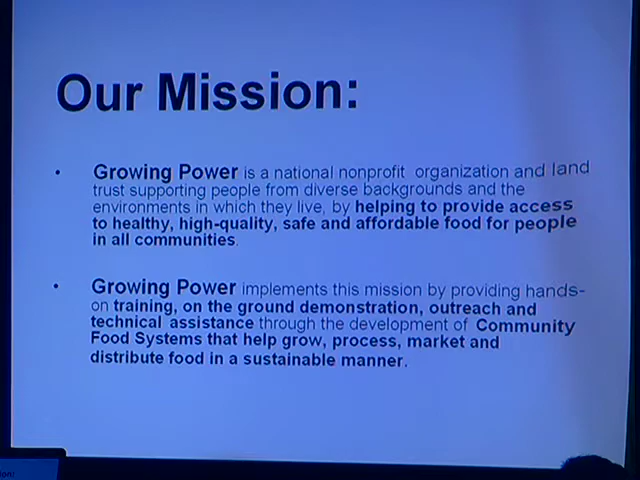 Our Mission:
• Growing Power is a national nonprofit organization and land
trust supporting people from diverse backgrounds and the
environments in which they live, by helping to provide access
to healthy, high-quality, safe and affordable food for people
in all communities.
• Growing Power implements this mission by providing hands-
on training, on the ground demonstration, outreach and
technical assistance through the development of Community
Food Systems that help grow, process, market and
distribute food in a sustainable manner.